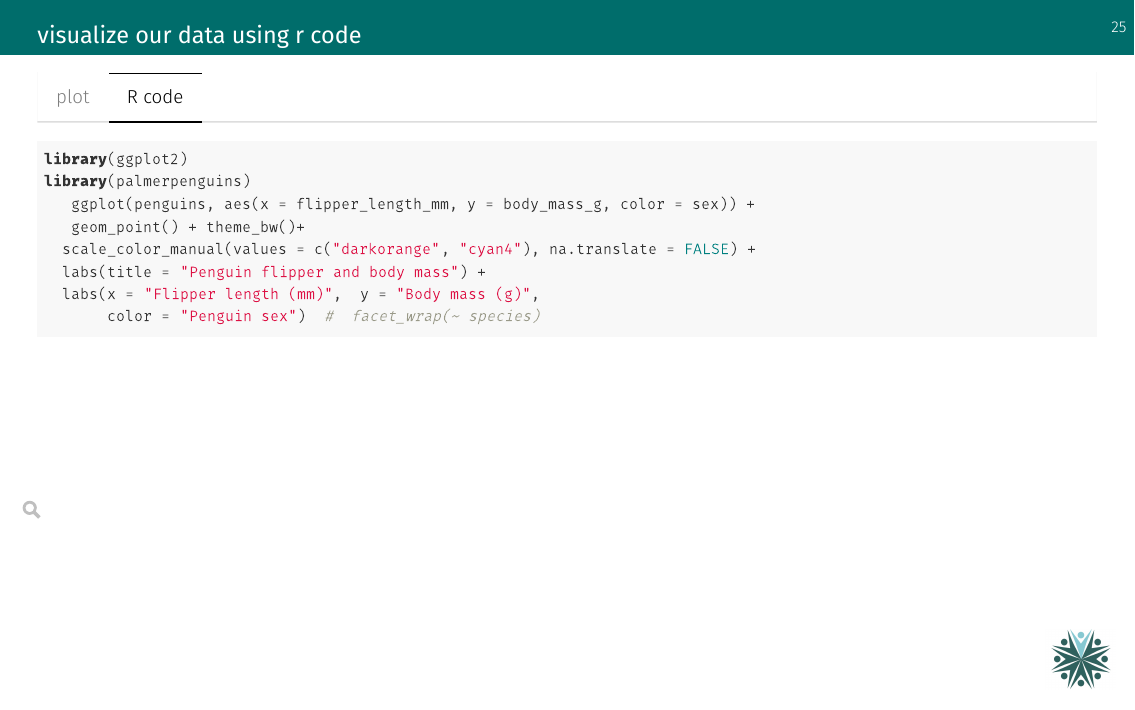 visualize our data using r code
25
plot
R code
library(ggplot2)
library(palmerpenguins)
   ggplot(penguins, aes(x = flipper_length_mm, y = body_mass_g, color = sex)) +
   geom_point() + theme_bw()+
  scale_color_manual(values = c("darkorange", "cyan4"), na.translate = FALSE) +
  labs(title = "Penguin flipper and body mass") +
  labs(x = "Flipper length (mm)",  y = "Body mass (g)",
       color = "Penguin sex")  #  facet_wrap(~ species)